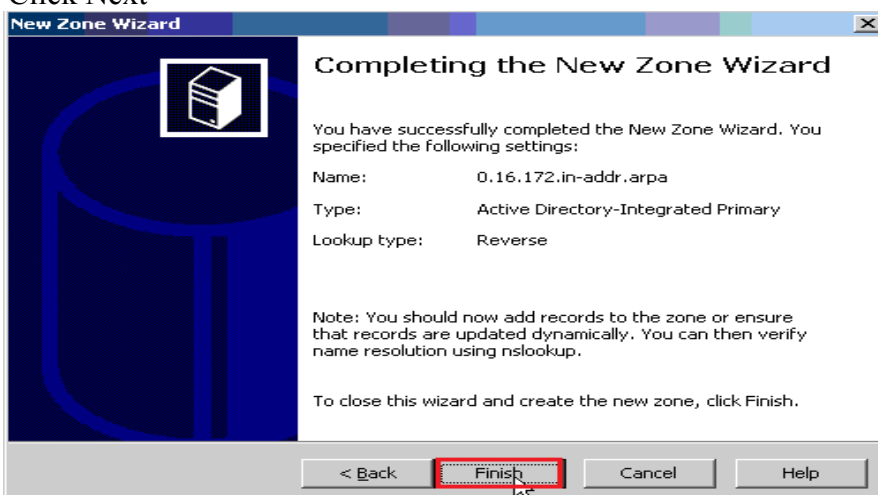 Click Next
New Zone Wizard
Completing the New Zone Wizard
You have successfully completed the New Zone Wizard. You
specified the following settings:
Name: 0.16.172.in-addr.arpa
Type: Active Directory-Integrated Primary
Lookup type: Reverse
Note: You should now add records to the zone or ensure
that records are updated dynamically. You can then verify
name resolution using nslookup.
To close this wizard and create the new zone, click Finish.
< Back Finish Cancel Help